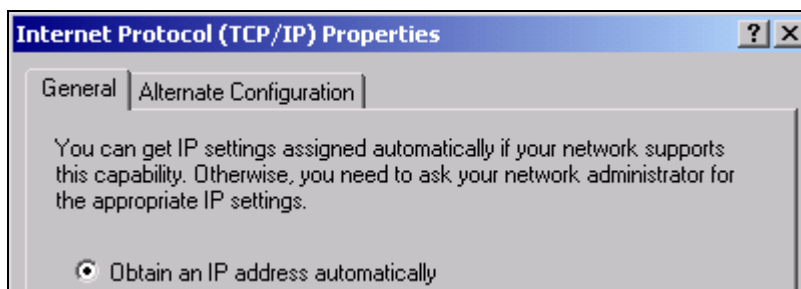 Internet Protocol (TCP/IP) Properties
General
Alternate Configuration
You can get IP settings assigned automatically if your network supports
this capability. Otherwise, you need to ask your network administrator for
the appropriate IP settings.
Obtain an IP address automatically